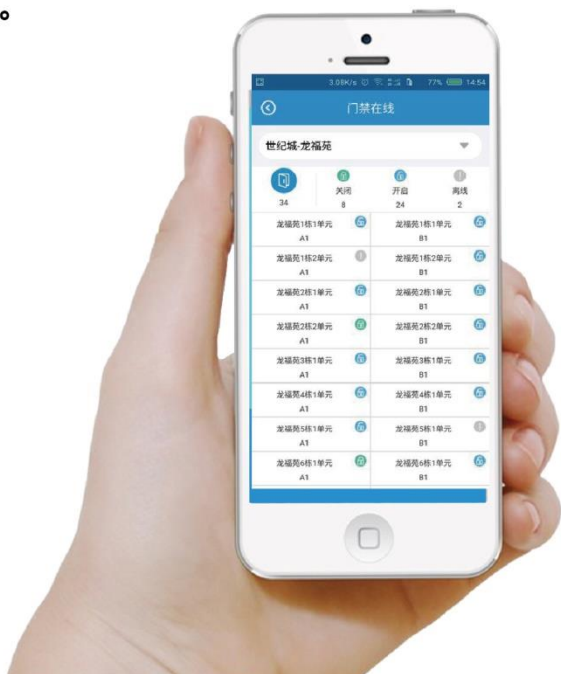 。
3.08K/s 77% 14:54
门禁在线
世纪城-龙福苑
关闭 开启 离线
34 8 24 2
龙福苑1栋1单元 龙福苑1栋1单元
A1 B1
龙福苑1栋2单元 龙福苑1栋2单元
A1 B1
龙福苑2栋1单元 龙福苑2栋1单元
A1 B1
龙福苑2栋2单元 龙福苑2栋2单元
A1 B1
龙福苑3栋1单元 龙福苑3栋1单元
A1 B1
龙福苑4栋1单元 龙福苑4栋1单元
A1 B1
龙福苑5栋1单元 龙福苑5栋1单元
A1 B1
龙福苑6栋1单元 龙福苑6栋1单元
A1 B1